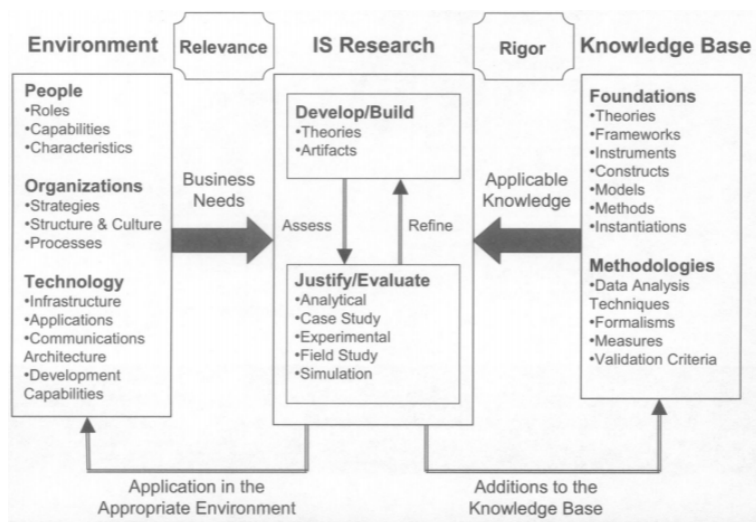 Environment
Relevance
IS Research
Rigor
Knowledge Base
People
•Roles
•Capabilities
•Characteristics
Organizations
•Strategies
•Structure & Culture
•Processes
Technology
•Infrastructure
•Applications
•Communications
Architecture
•Development
Capabilities
Business
Needs
Develop/Build
•Theories
•Artifacts
Assess
Refine
Justify/Evaluate
•Analytical
•Case Study
•Experimental
•Field Study
•Simulation
Applicable
Knowledge
Foundations
•Theories
•Frameworks
•Instruments
•Constructs
•Models
•Methods
•Instantiations
Methodologies
•Data Analysis
Techniques
•Formalisms
•Measures
•Validation Criteria
Application in the
Appropriate Environment
Additions to the
Knowledge Base